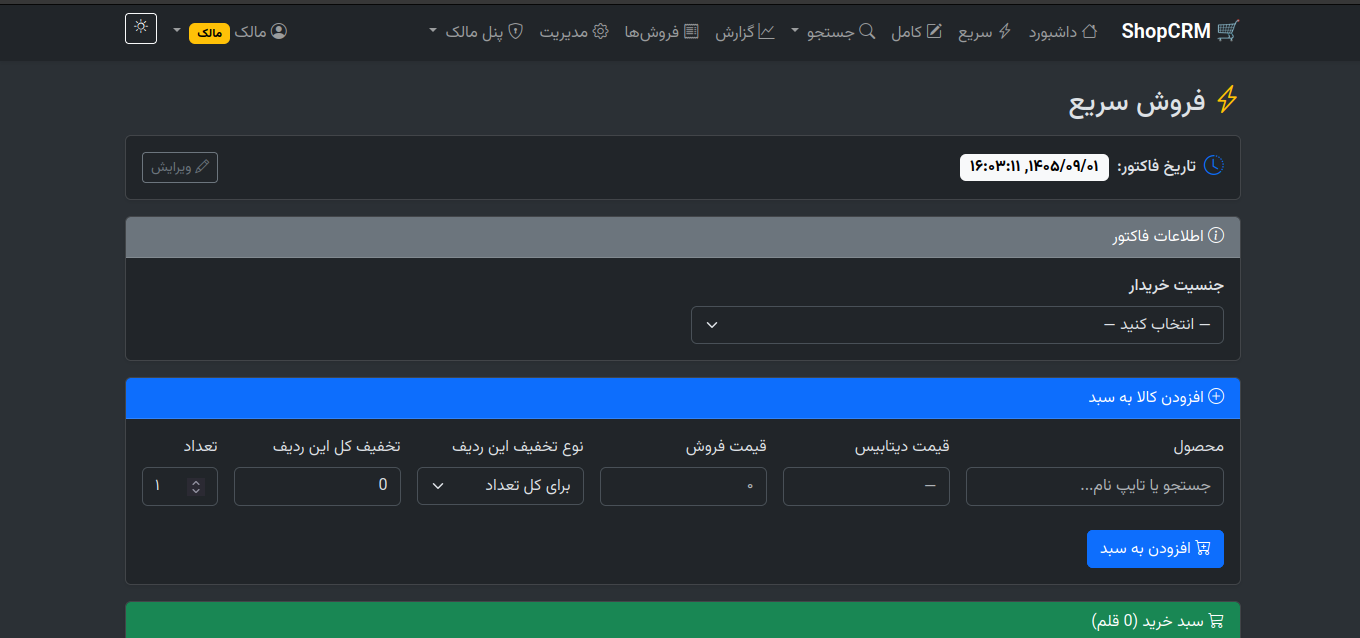 ShopCRM داشبورد سریع کامل جستجو گزارش فروش‌ها مدیریت پنل مالک مالک مالک
فروش سریع
تاریخ فاکتور: ۱۴۰۵/۰۹/۰۱, ۱۶:۰۳:۱۱ ویرایش
اطلاعات فاکتور
جنسیت خریدار
— انتخاب کنید —
افزودن کالا به سبد
محصول قیمت دیتابیس قیمت فروش نوع تخفیف این ردیف تخفیف کل این ردیف تعداد
جستجو یا تایپ نام... — ۰ برای کل تعداد 0 ۱
افزودن به سبد
سبد خرید (0 قلم)